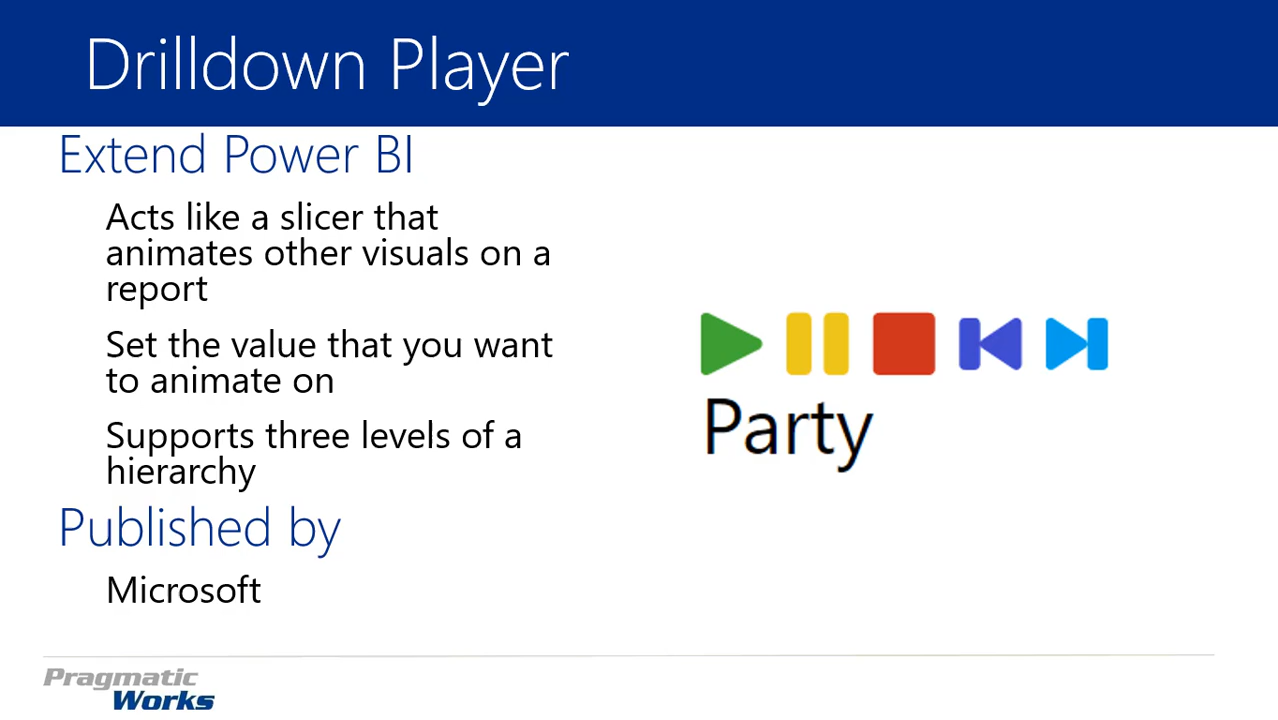 Drilldown Player
Extend Power BI
Acts like a slicer that
animates other visuals on a
report
Set the value that you want
to animate on
Supports three levels of a
hierarchy
Published by
Microsoft
Party
Pragmatic
Works